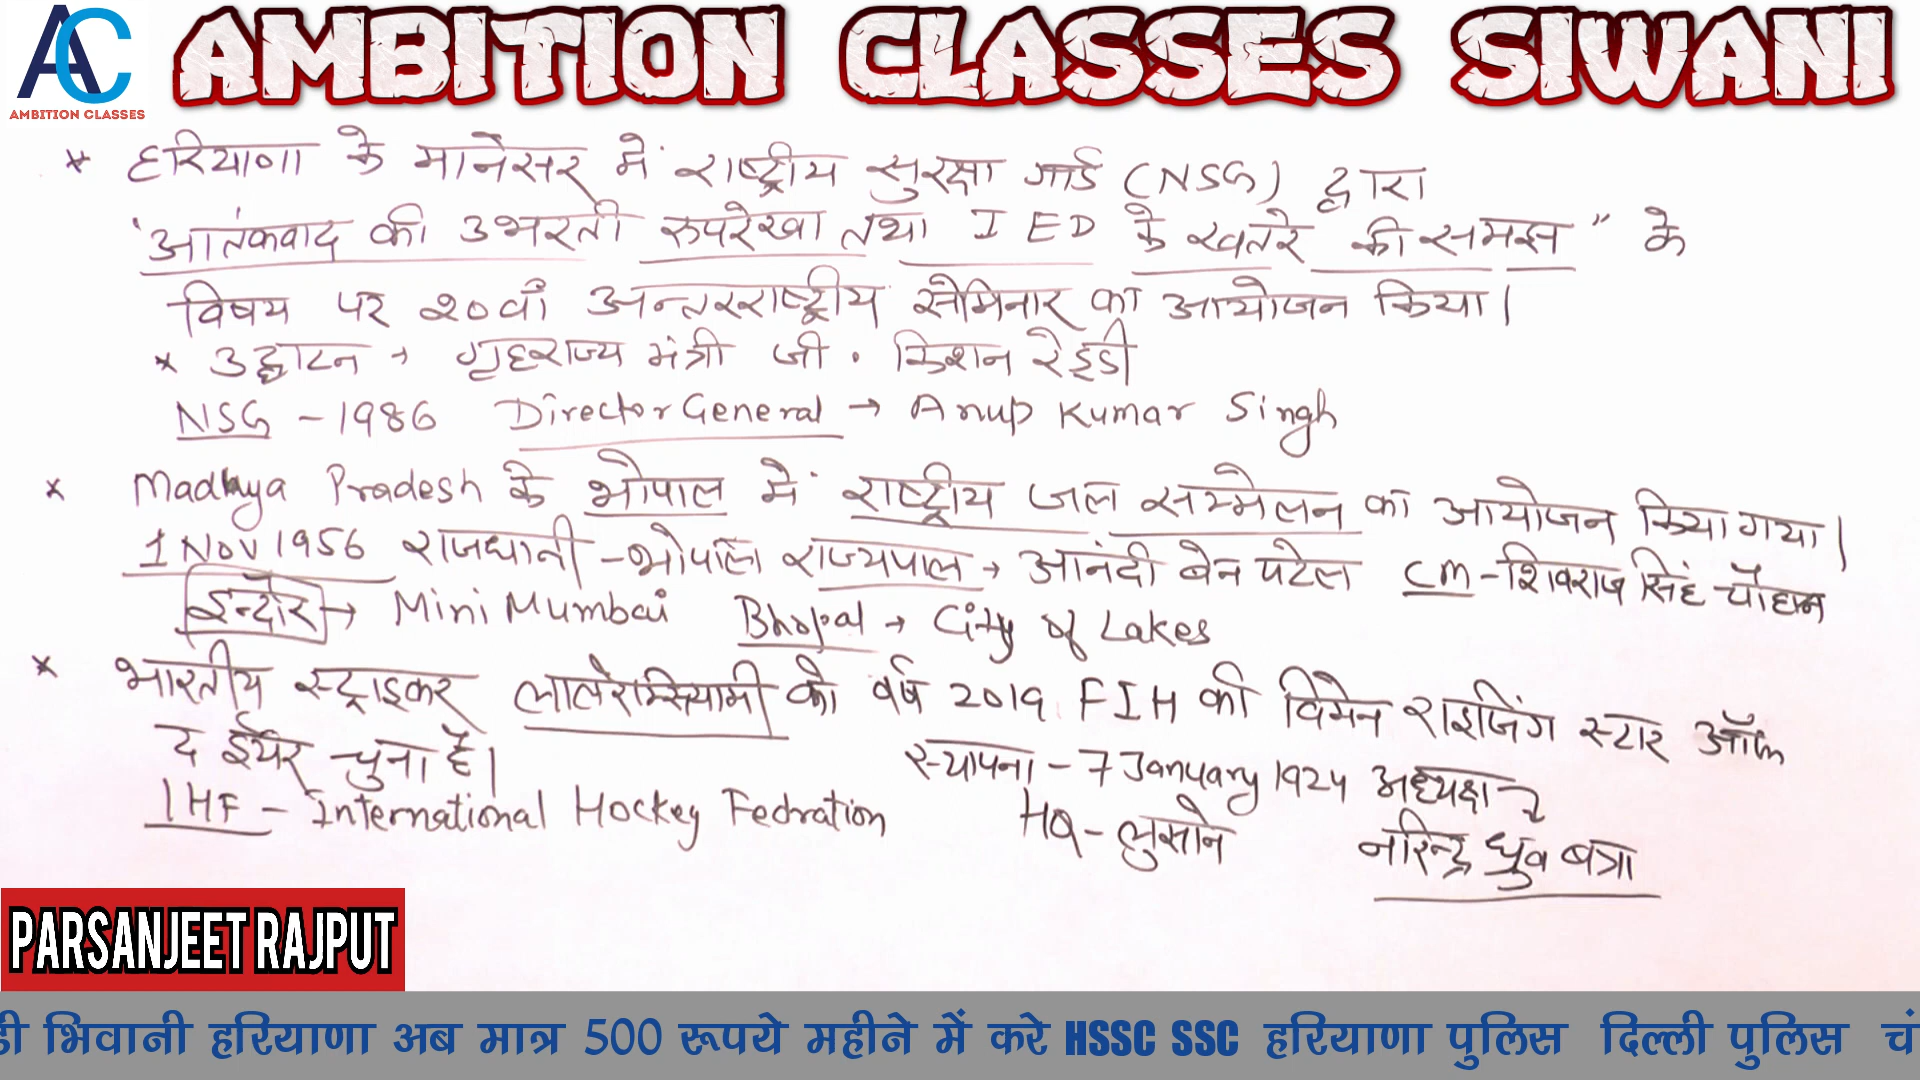 AC
AMBITION CLASSES
AMBITION CLASSES SIWANI
* हरियाणा के मानेसर में राष्ट्रीय सुरक्षा गार्ड (NSG) द्वारा
'आतंकवाद की उभरती रुपरेखा तथा IED के खतरे की समझ" के
विषय पर 20वां अन्तरराष्ट्रीय सेमिनार का आयोजन किया।
* उद्घाटन → गृहराज्य मंत्री जी. किशन रेड्डी
NSG - 1986 Director General → Anup Kumar Singh
* Madhya Pradesh के भोपाल में राष्ट्रीय जल सम्मेलन का आयोजन किया गया।
1 Nov 1956 राजधानी - भोपाल राज्यपाल → आनंदी बेन पटेल CM - शिवराज सिंह चौहान
इन्दौर → Mini Mumbai Bhopal → City of Lakes
* भारतीय स्ट्राइकर लालरेम्सियामी को वर्ष 2019 FIH की विमेन राइजिंग स्टार ऑफ
द ईयर चुना है।
स्थापना - 7 January 1924 अध्यक्ष →
IHF - International Hockey Fedration HQ - लुसाने नरिन्द्र ध्रुव बत्रा
PARSANJEET RAJPUT
डी भिवानी हरियाणा अब मात्र 500 रूपये महीने में करे HSSC SSC हरियाणा पुलिस दिल्ली पुलिस चं